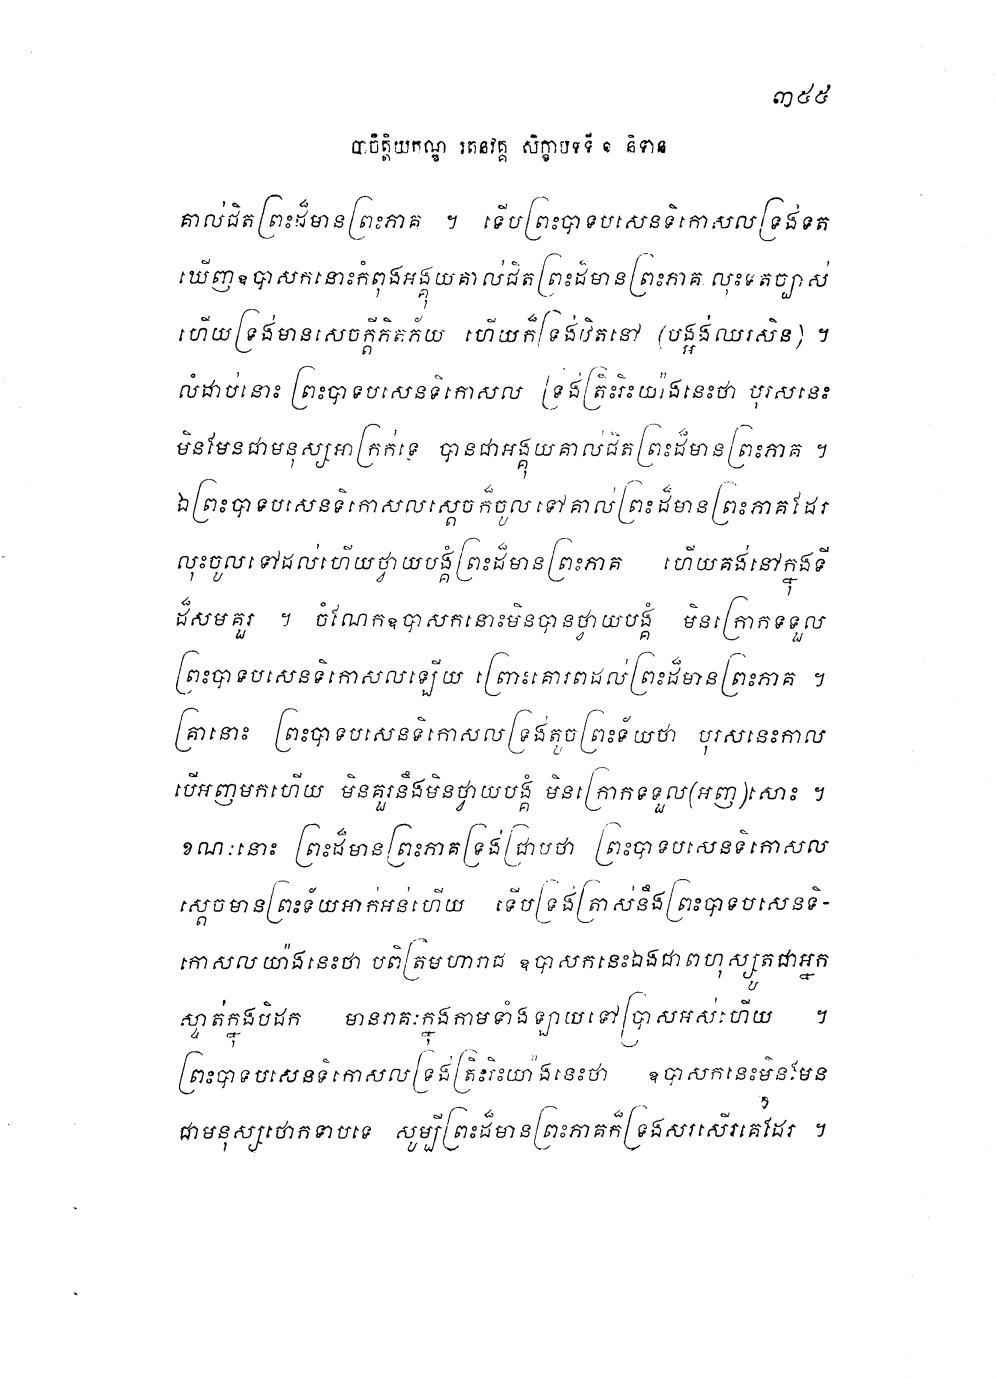 ៣៤៥
បាចិត្តិយកណ្ឌ រតនវគ្គ សិក្ខាបទទី ១ និទាន
គាល់ជិតព្រះដ៏មានព្រះភាគ ។ ទើបព្រះបាទបសេនទិកោសលទ្រង់ទត
ឃើញឧបាសកនោះកំពុងអង្គុយគាល់ជិតព្រះដ៏មានព្រះភាគ លុះទតច្បាស់
ហើយទ្រង់មានសេចក្តីភិតភ័យ ហើយក៏ទ្រង់ឋិតនៅ (បង្អង់ឈរសិន) ។
លំដាប់នោះ ព្រះបាទបសេនទិកោសល ទ្រង់ត្រិះរិះយ៉ាងនេះថា បុរសនេះ
មិនមែនជាមនុស្សអាក្រក់ទេ បានជាអង្គុយគាល់ជិតព្រះដ៏មានព្រះភាគ ។
ឯព្រះបាទបសេនទិកោសលស្តេចក៏ចូលទៅគាល់ព្រះដ៏មានព្រះភាគដែរ
លុះចូលទៅដល់ហើយថ្វាយបង្គំព្រះដ៏មានព្រះភាគ ហើយគង់នៅក្នុងទី
ដ៏សមគួរ ។ ចំណែកឧបាសកនោះមិនបានថ្វាយបង្គំ មិនក្រោកទទួល
ព្រះបាទបសេនទិកោសលឡើយ ព្រោះគោរពដល់ព្រះដ៏មានព្រះភាគ ។
គ្រានោះ ព្រះបាទបសេនទិកោសលទ្រង់តូចព្រះទ័យថា បុរសនេះកាល
បើអញមកហើយ មិនគួរនឹងមិនថ្វាយបង្គំ មិនក្រោកទទួល(អញ)សោះ ។
ខណៈនោះ ព្រះដ៏មានព្រះភាគទ្រង់ជ្រាបថា ព្រះបាទបសេនទិកោសល
ស្តេចមានព្រះទ័យអាក់អន់ហើយ ទើបទ្រង់ត្រាស់នឹងព្រះបាទបសេនទិ-
កោសលយ៉ាងនេះថា បពិត្រមហារាជ ឧបាសកនេះឯងជាពហុស្សូតជាអ្នក
ស្ទាត់ក្នុងបិដក មានរាគៈក្នុងកាមទាំងឡាយទៅប្រាសអស់ហើយ ។
ព្រះបាទបសេនទិកោសលទ្រង់ត្រិះរិះយ៉ាងនេះថា ឧបាសកនេះមិនមែន
ជាមនុស្សថោកទាបទេ សូម្បីព្រះដ៏មានព្រះភាគក៏ទ្រង់សរសើរគេដែរ ។